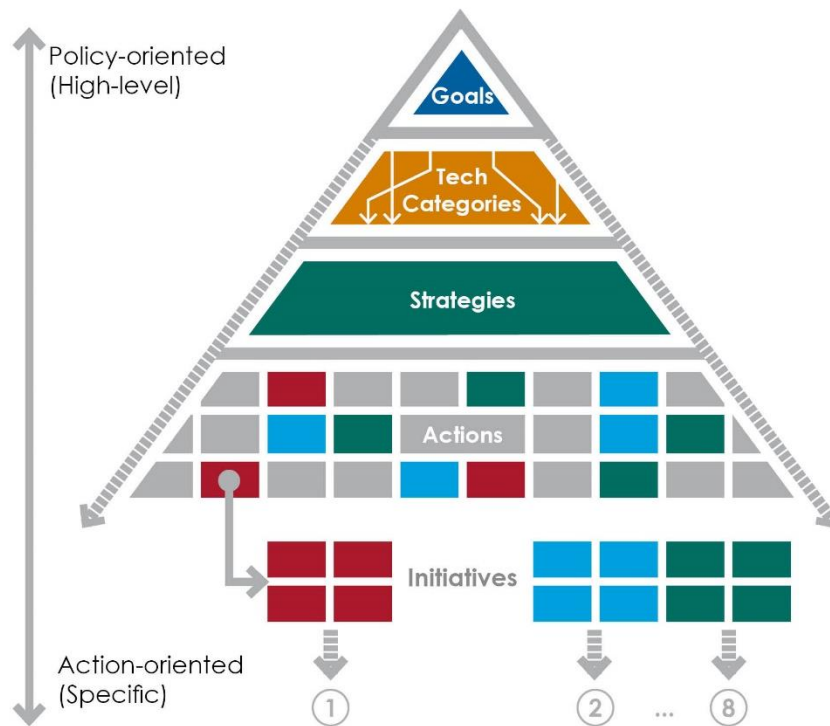 Policy-oriented
(High-level)
Goals
Tech
Categories
Strategies
Actions
Initiatives
Action-oriented
(Specific)
1
2
...
8